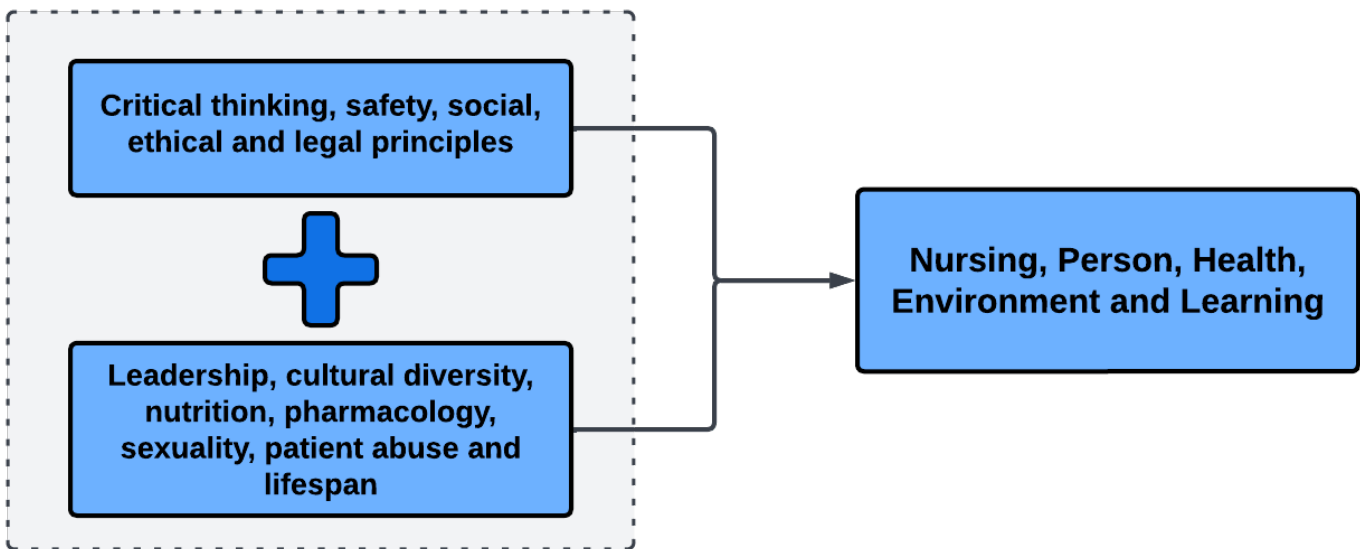 Critical thinking, safety, social,
ethical and legal principles
Leadership, cultural diversity,
nutrition, pharmacology,
sexuality, patient abuse and
lifespan
Nursing, Person, Health,
Environment and Learning